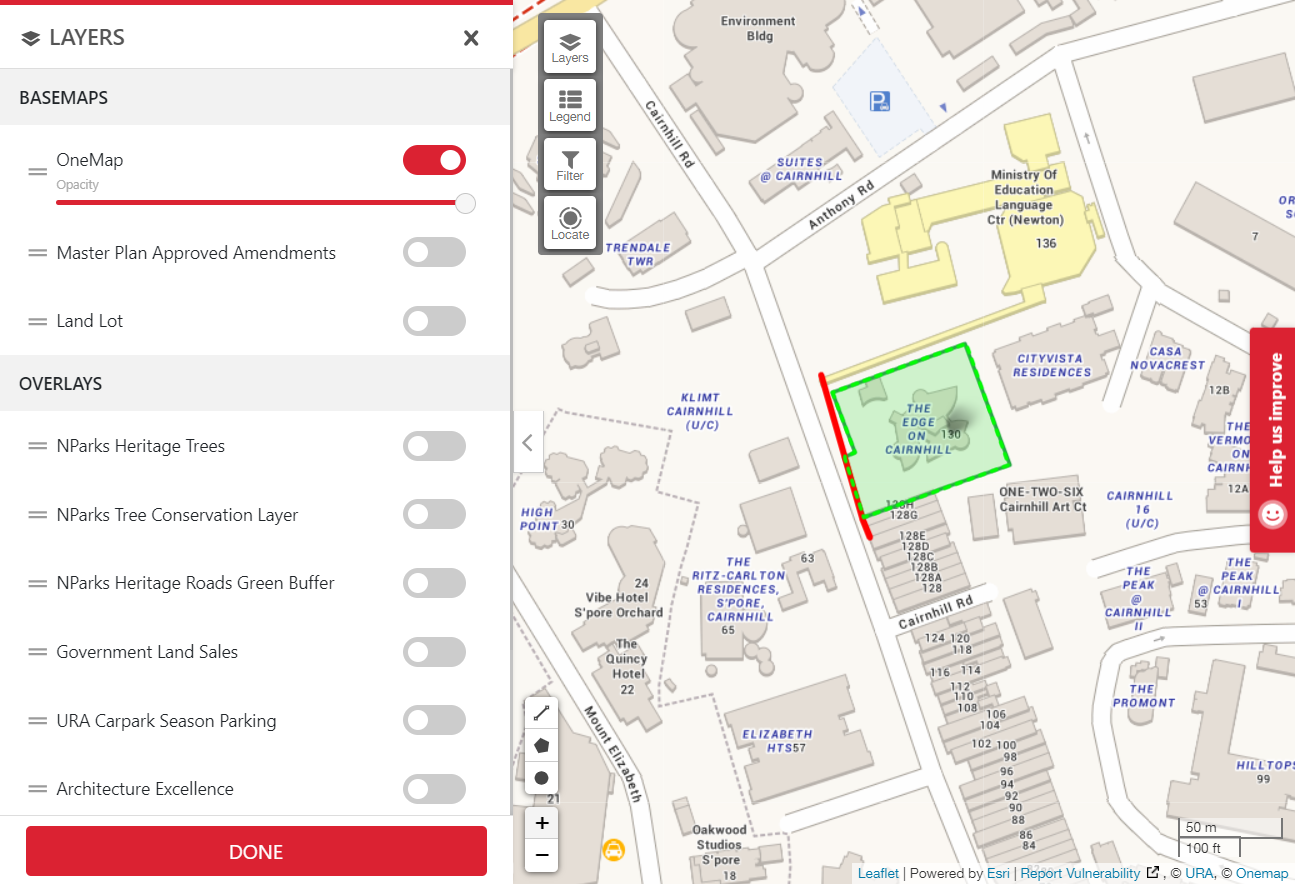 LAYERS
BASEMAPS
OneMap
Opacity
Master Plan Approved Amendments
Land Lot
OVERLAYS
NParks Heritage Trees
NParks Tree Conservation Layer
NParks Heritage Roads Green Buffer
Government Land Sales
URA Carpark Season Parking
Architecture Excellence
DONE
Layers
Legend
Filter
Locate
Environment
Bldg
Cairnhill Rd
SUITES
@ CAIRNHILL
Anthony Rd
Ministry Of
Education
Language
Ctr (Newton)
136
TRENDALE
TWR
7
CITYVISTA
RESIDENCES
CASA
NOVACREST
12B
KLIMT
CAIRNHILL
(U/C)
THE
EDGE
ON
CAIRNHILL
130
THE
VERMO
ON
CAIRNH
12A
HIGH
POINT 30
128H
128G
128E
128D
128C
128B
128A
128
ONE-TWO-SIX
Cairnhill Art Ct
CAIRNHILL
16
(U/C)
Help us improve
24
Vibe Hotel
S'pore Orchard
The
Quincy
Hotel
22
THE
RITZ-CARLTON
RESIDENCES,
S'PORE,
CAIRNHILL
65
63
Cairnhill Rd
THE
PEAK
@
CAIRNHILL
II
THE
PEAK
@ CAIRNHILL
I
53
124 120
118
116 114
112
110
108
106
104
102 100
98
96
94
92
90
88
86
84
THE
PROMONT
Mount Elizabeth
ELIZABETH
HTS57
HILLTOPS
99
21
Oakwood
Studios
S'pore
18
+
−
50 m
100 ft
Leaflet | Powered by Esri | Report Vulnerability , © URA, © Onemap